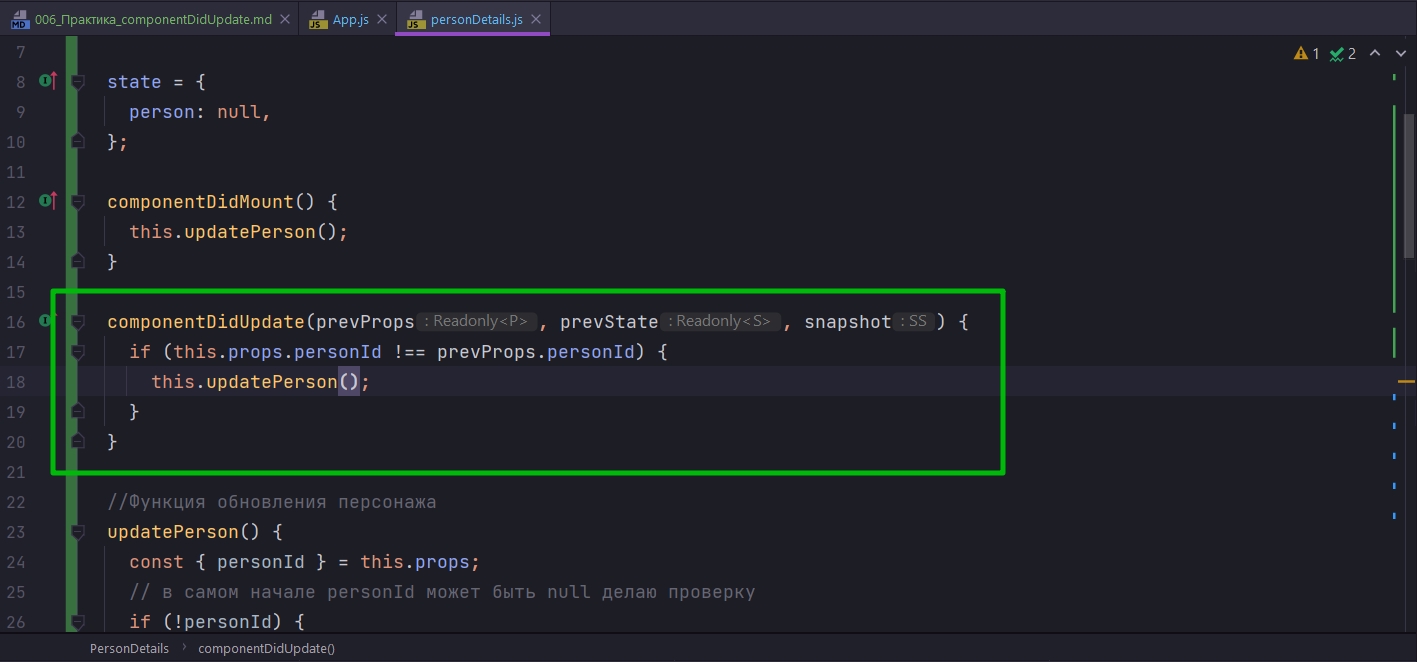 MD 006_Практика_componentDidUpdate.md JS App.js JS personDetails.js
7 1 2
8 state = {
9 person: null,
10 };
11
12 componentDidMount() {
13 this.updatePerson();
14 }
15
16 componentDidUpdate(prevProps : Readonly<P> , prevState : Readonly<S> , snapshot : SS ) {
17 if (this.props.personId !== prevProps.personId) {
18 this.updatePerson();
19 }
20 }
21
22 //Функция обновления персонажа
23 updatePerson() {
24 const { personId } = this.props;
25 // в самом начале personId может быть null делаю проверку
26 if (!personId) {
PersonDetails › componentDidUpdate()